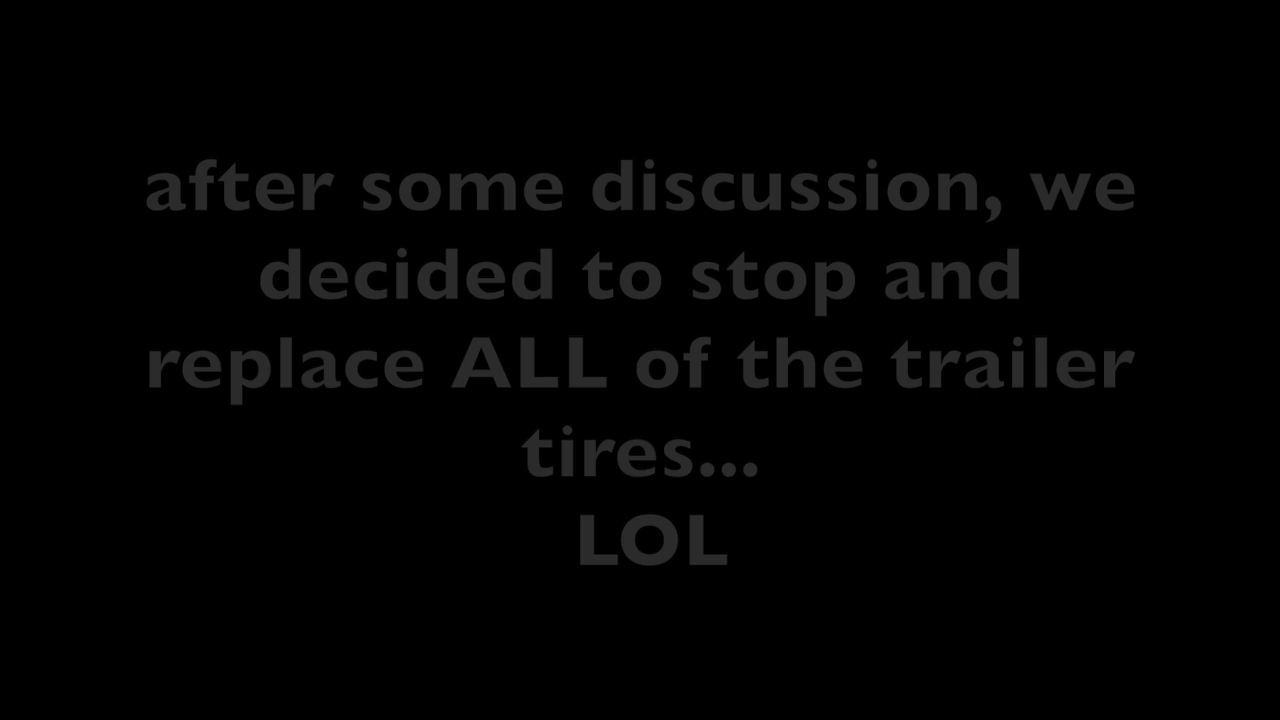 after some discussion, we
decided to stop and
replace ALL of the trailer
tires...
LOL